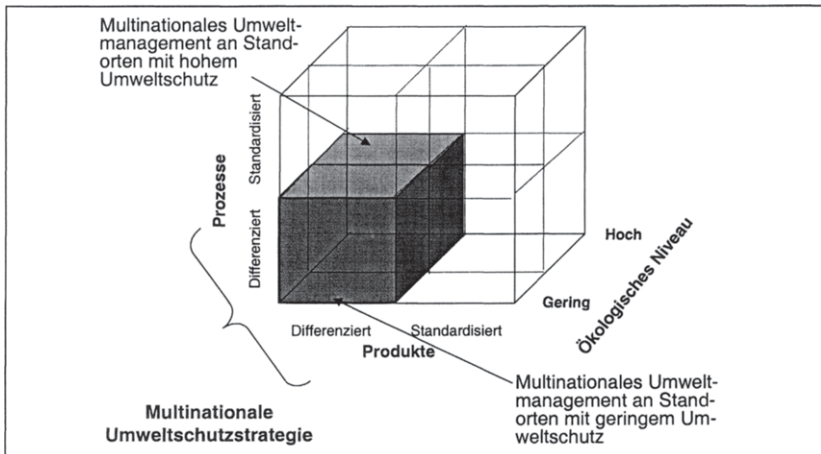 Multinationales Umwelt-
management an Stand-
orten mit hohem
Umweltschutz
Prozesse
Standardisiert
Differenziert
Hoch
Gering
Ökologisches Niveau
Differenziert
Standardisiert
Produkte
Multinationales Umwelt-
management an Stand-
orten mit geringem Um-
weltschutz
Multinationale
Umweltschutzstrategie